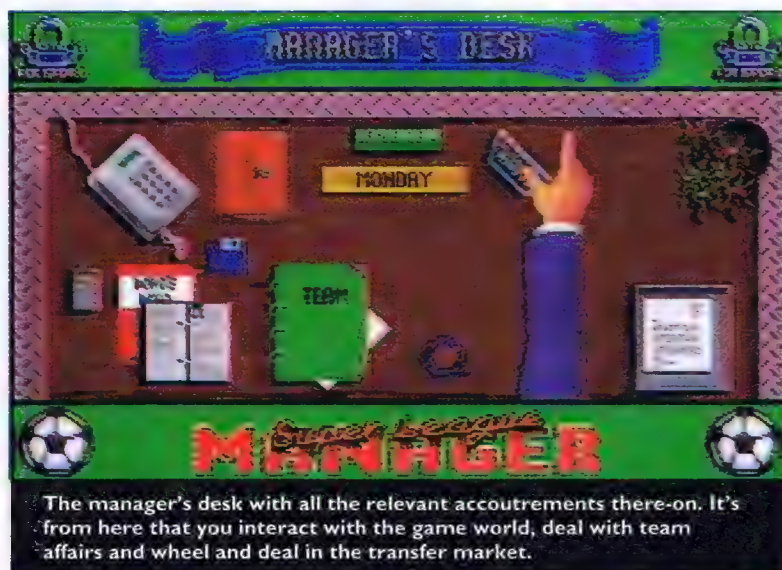 MANAGER'S DESK
MONDAY
TEAM
Super League
MANAGER
The manager's desk with all the relevant accoutrements there-on. It's
from here that you interact with the game world, deal with team
affairs and wheel and deal in the transfer market.